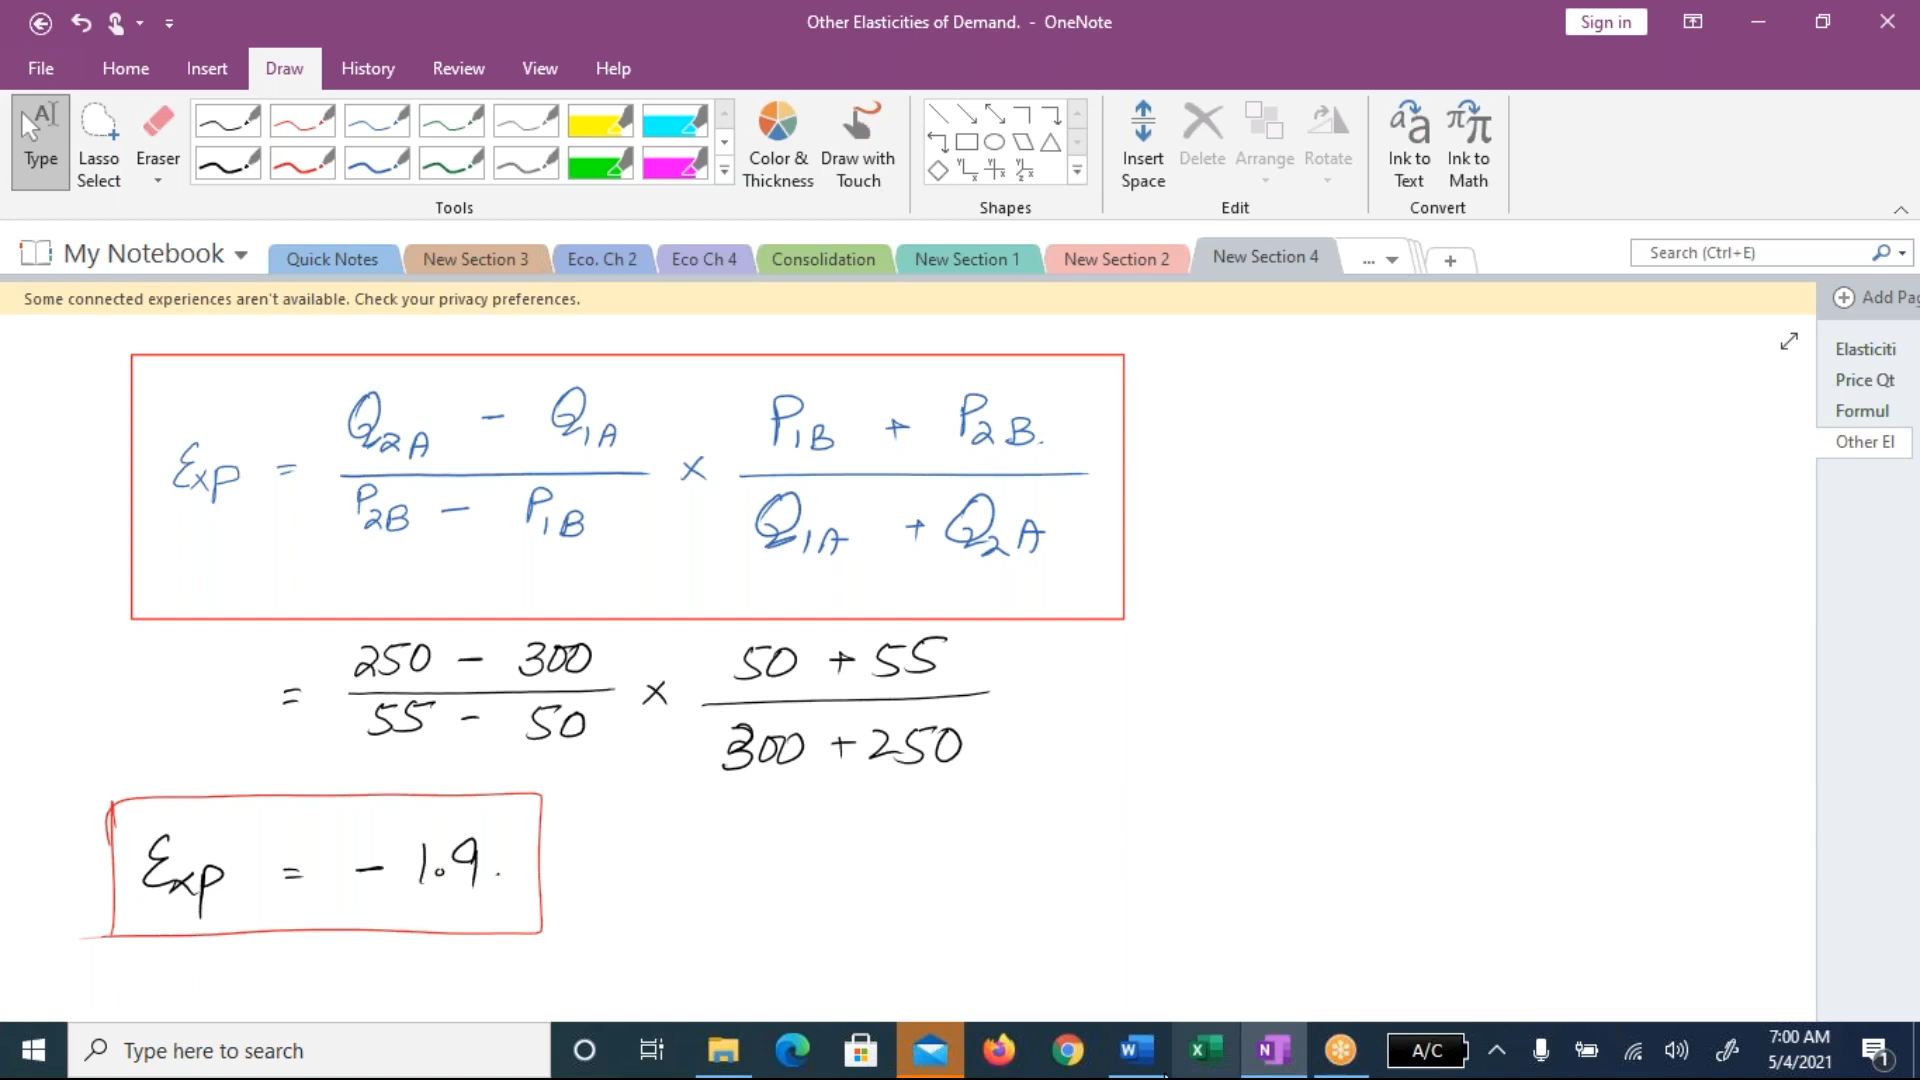 Other Elasticities of Demand. - OneNote
Sign in
File Home Insert Draw History Review View Help
Type
Lasso Select
Eraser
Color & Thickness
Draw with Touch
Insert Space
Delete
Arrange
Rotate
Ink to Text
Ink to Math
Tools Shapes Edit Convert
My Notebook Quick Notes New Section 3 Eco. Ch 2 Eco Ch 4 Consolidation New Section 1 New Section 2 New Section 4 ... + Search (Ctrl+E)
Some connected experiences aren't available. Check your privacy preferences.
Add Pag
Elasticiti
Price Qt
Formul
Other El
Q2A - Q1A P1B + P2B.
Exp = ×
P2B - P1B Q1A + Q2A
250 - 300 50 + 55
= ×
55 - 50 300 + 250
Exp = - 1.9.
Type here to search
A/C
7:00 AM
5/4/2021
1